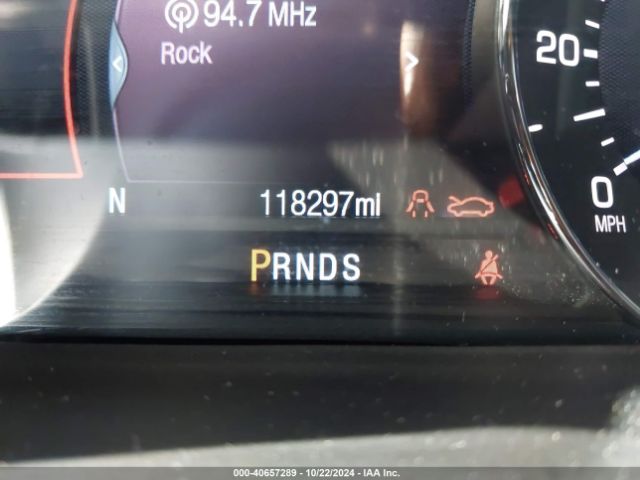 94.7 MHz
Rock
20
0
MPH
N
118297mi
PRNDS
000-40657289 - 10/22/2024 - IAA Inc.